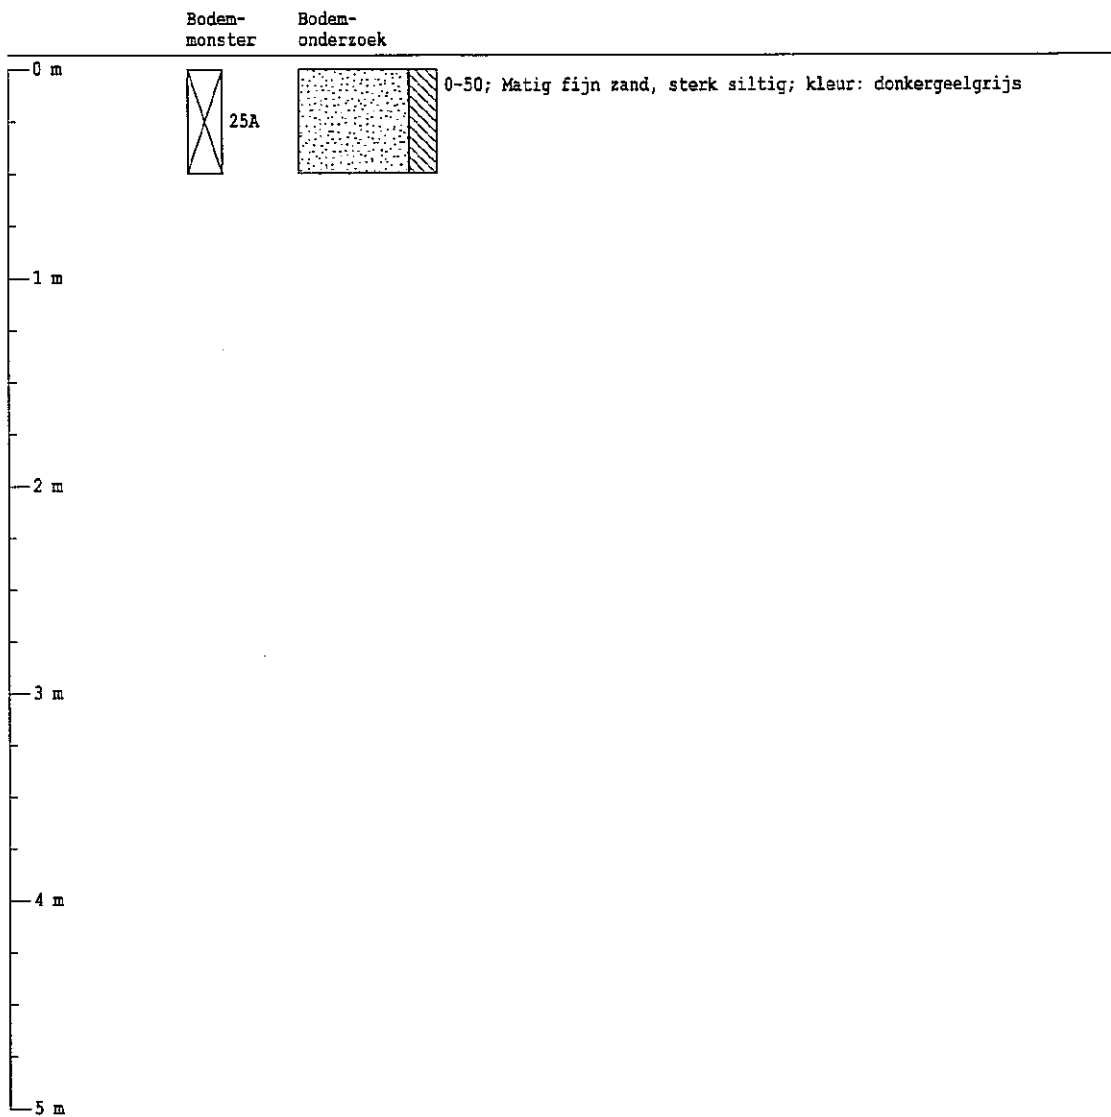 Bodem-
monster
Bodem-
onderzoek
0 m
0-50; Matig fijn zand, sterk siltig; kleur: donkergeelgrijs
25A
1 m
2 m
3 m
4 m
5 m